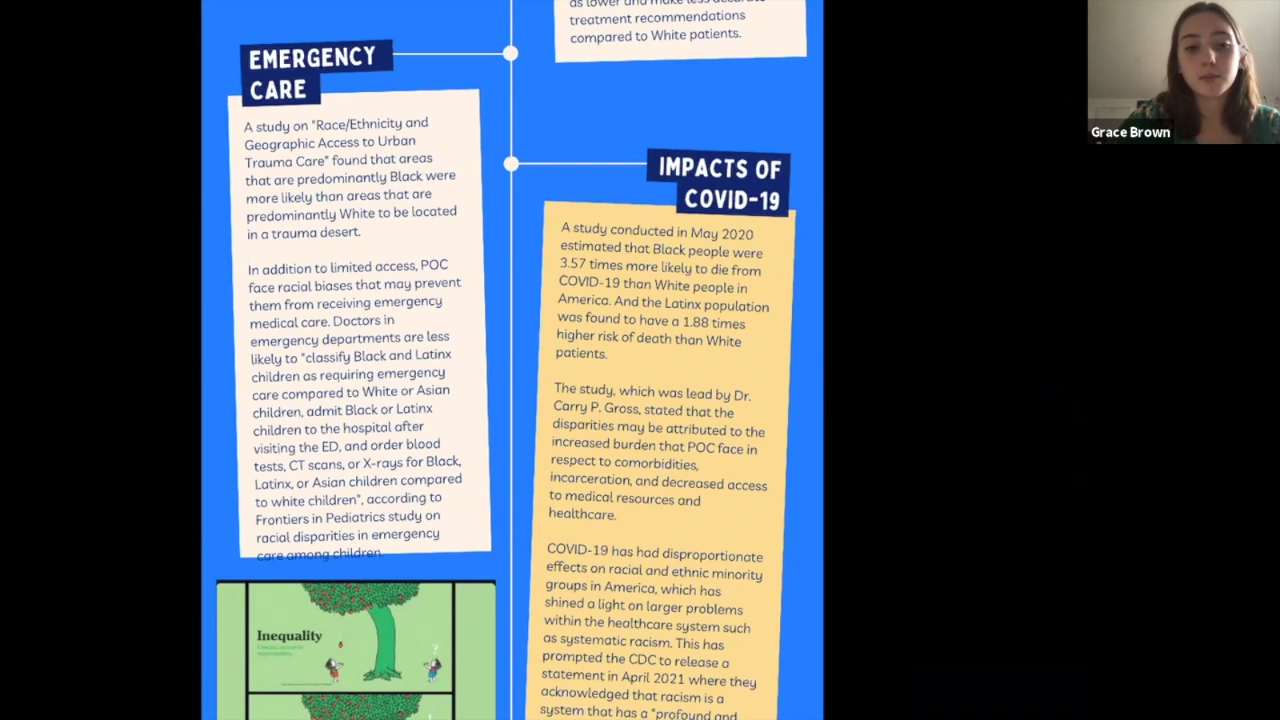 as lower and make less accurate
treatment recommendations
compared to White patients.
EMERGENCY
CARE
A study on "Race/Ethnicity and
Geographic Access to Urban
Trauma Care" found that areas
that are predominantly Black were
more likely than areas that are
predominantly White to be located
in a trauma desert.
In addition to limited access, POC
face racial biases that may prevent
them from receiving emergency
medical care. Doctors in
emergency departments are less
likely to "classify Black and Latinx
children as requiring emergency
care compared to White or Asian
children, admit Black or Latinx
children to the hospital after
visiting the ED, and order blood
tests, CT scans, or X-rays for Black,
Latinx, or Asian children compared
to white children", according to
Frontiers in Pediatrics study on
racial disparities in emergency
care among children.
Inequality
?
IMPACTS OF
COVID-19
A study conducted in May 2020
estimated that Black people were
3.57 times more likely to die from
COVID-19 than White people in
America. And the Latinx population
was found to have a 1.88 times
higher risk of death than White
patients.
The study, which was lead by Dr.
Carry P. Gross, stated that the
disparities may be attributed to the
increased burden that POC face in
respect to comorbidities,
incarceration, and decreased access
to medical resources and
healthcare.
COVID-19 has had disproportionate
effects on racial and ethnic minority
groups in America, which has
shined a light on larger problems
within the healthcare system such
as systematic racism. This has
prompted the CDC to release a
statement in April 2021 where they
acknowledged that racism is a
system that has a "profound and
Grace Brown